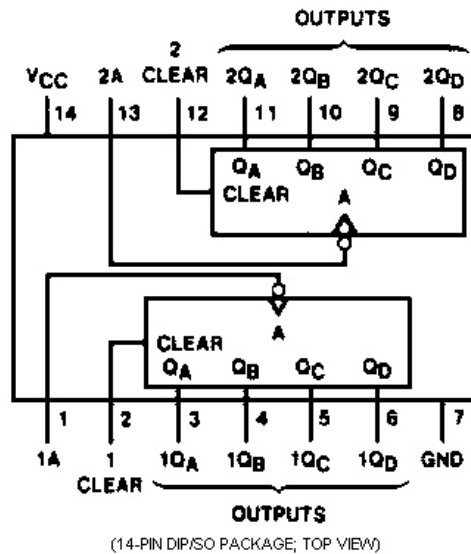 OUTPUTS
2
VCC 2A CLEAR 2QA 2QB 2QC 2QD
14 13 12 11 10 9 8
QA QB QC QD
CLEAR A
A
CLEAR
QA QB QC QD
1 2 3 4 5 6 7
1A 1 1QA 1QB 1QC 1QD GND
CLEAR
OUTPUTS
(14-PIN DIP/SO PACKAGE; TOP VIEW)